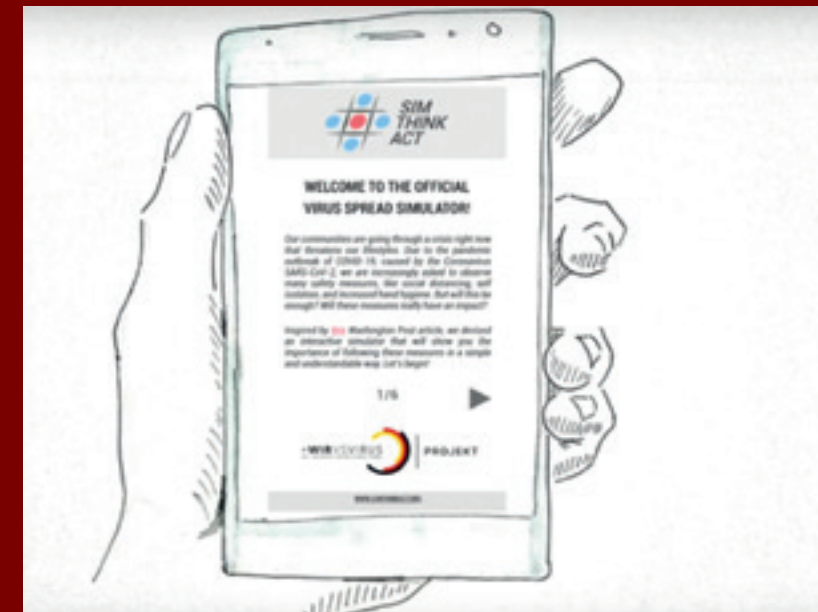 SIM
THINK
ACT
WELCOME TO THE OFFICIAL
VIRUS SPREAD SIMULATOR!
Our communities are going through a crisis right now
that threatens our lifestyles. Due to the pandemic
outbreak of COVID-19, caused by the Coronavirus
SARS-CoV-2, we are increasingly asked to observe
many safety measures, like social distancing, self
isolation, and increased hand hygiene. But will this be
enough? Will these measures really have an impact?
Inspired by this Washington Post article, we devised
an interactive simulator that will show you the
importance of following these measures in a simple
and understandable way. Let's begin!
1/6
WIRVSVIRUS
PROJEKT